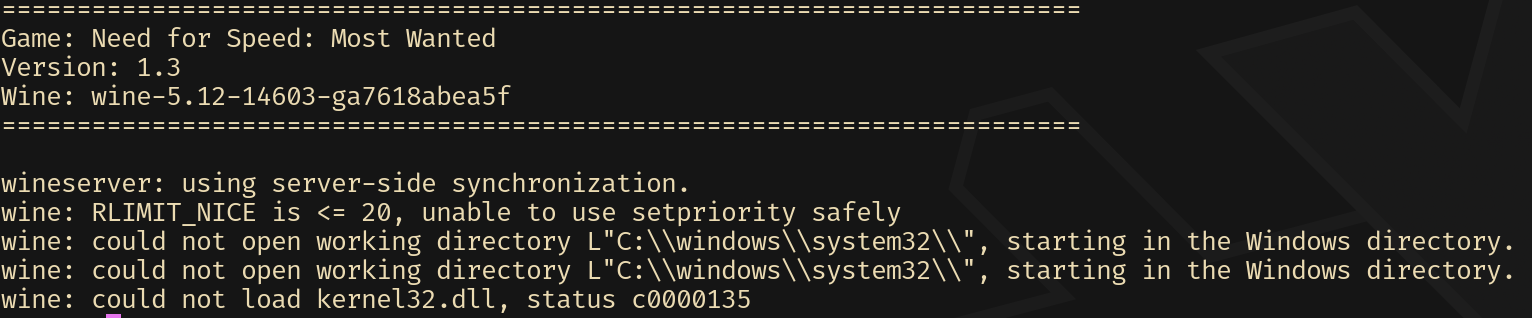 ========================================================================
Game: Need for Speed: Most Wanted
Version: 1.3
Wine: wine-5.12-14603-ga7618abea5f
========================================================================
wineserver: using server-side synchronization.
wine: RLIMIT_NICE is <= 20, unable to use setpriority safely
wine: could not open working directory L"C:\\windows\\system32\\", starting in the Windows directory.
wine: could not open working directory L"C:\\windows\\system32\\", starting in the Windows directory.
wine: could not load kernel32.dll, status c0000135